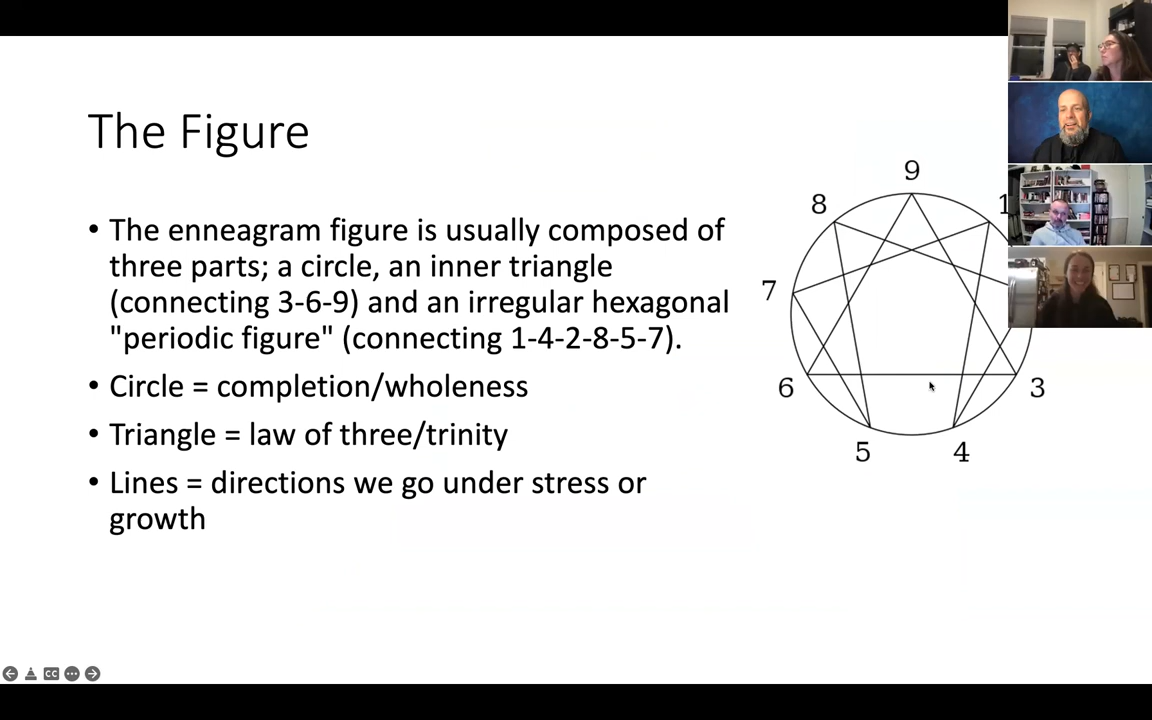 The Figure
• The enneagram figure is usually composed of
three parts; a circle, an inner triangle
(connecting 3-6-9) and an irregular hexagonal
"periodic figure" (connecting 1-4-2-8-5-7).
• Circle = completion/wholeness
• Triangle = law of three/trinity
• Lines = directions we go under stress or
growth
9
8
1
7
6
3
5
4
CC